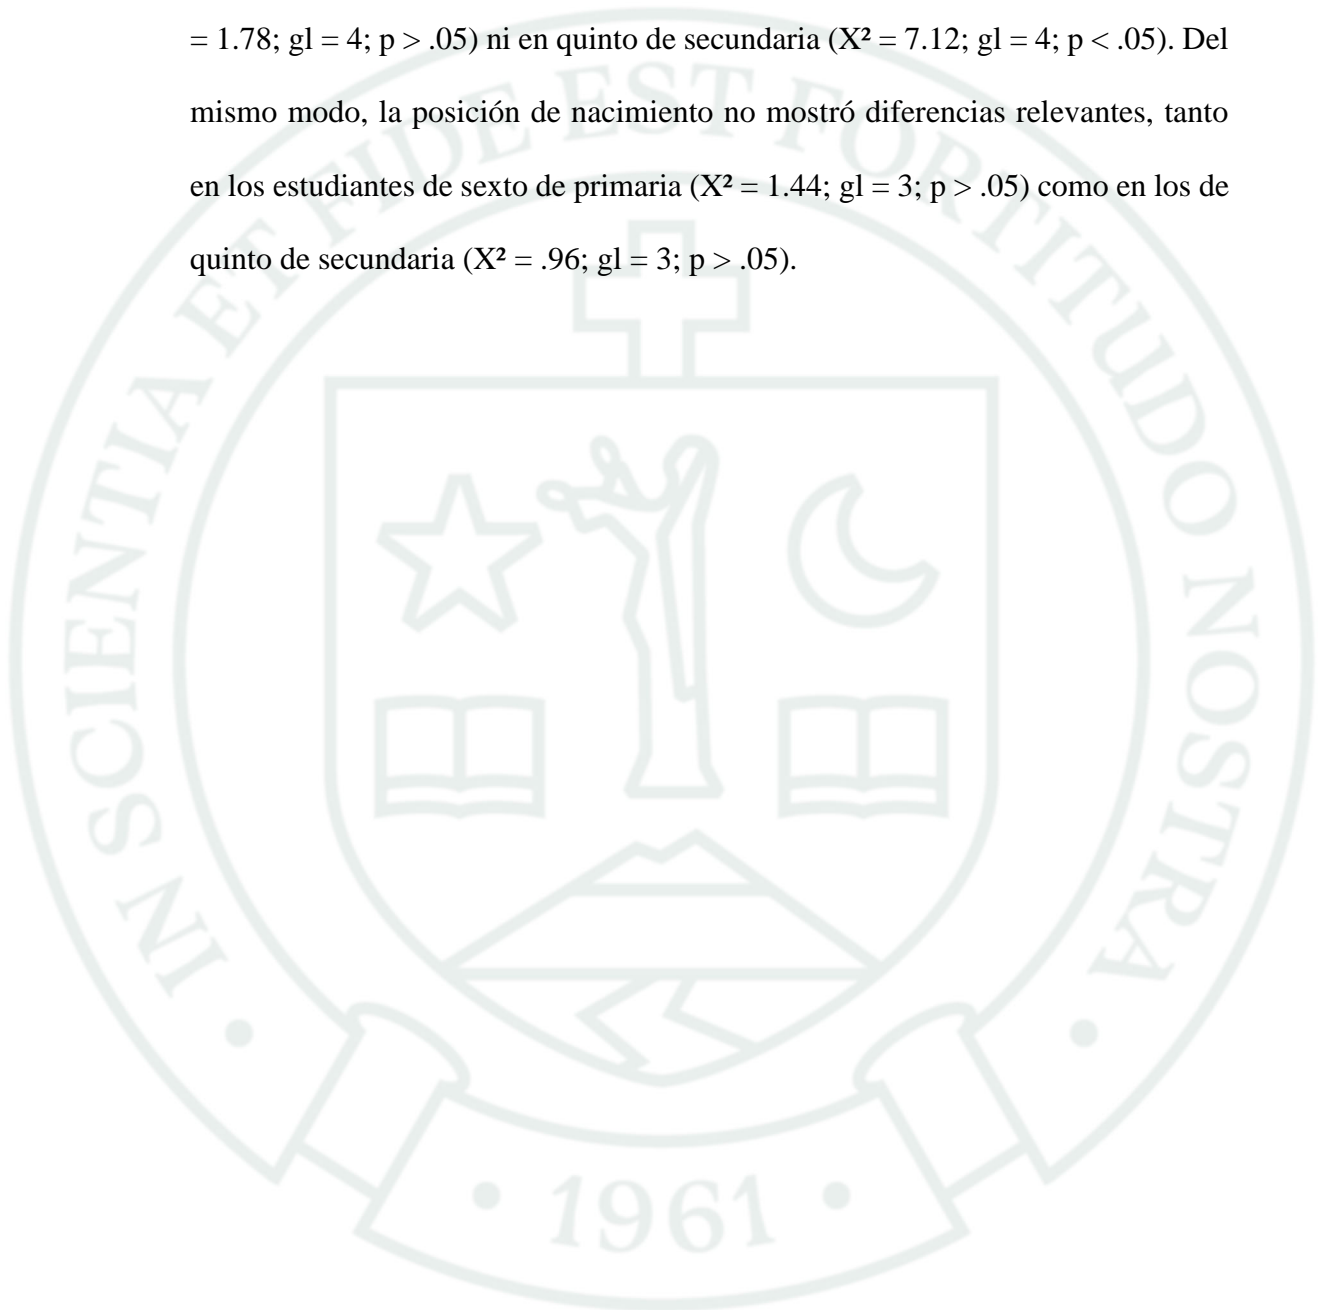 = 1.78; gl = 4; p > .05) ni en quinto de secundaria (X² = 7.12; gl = 4; p < .05). Del
mismo modo, la posición de nacimiento no mostró diferencias relevantes, tanto
en los estudiantes de sexto de primaria (X² = 1.44; gl = 3; p > .05) como en los de
quinto de secundaria (X² = .96; gl = 3; p > .05).
IN SCIENTIA ET FIDE EST FORTITUDO NOSTRA
• 1961 •